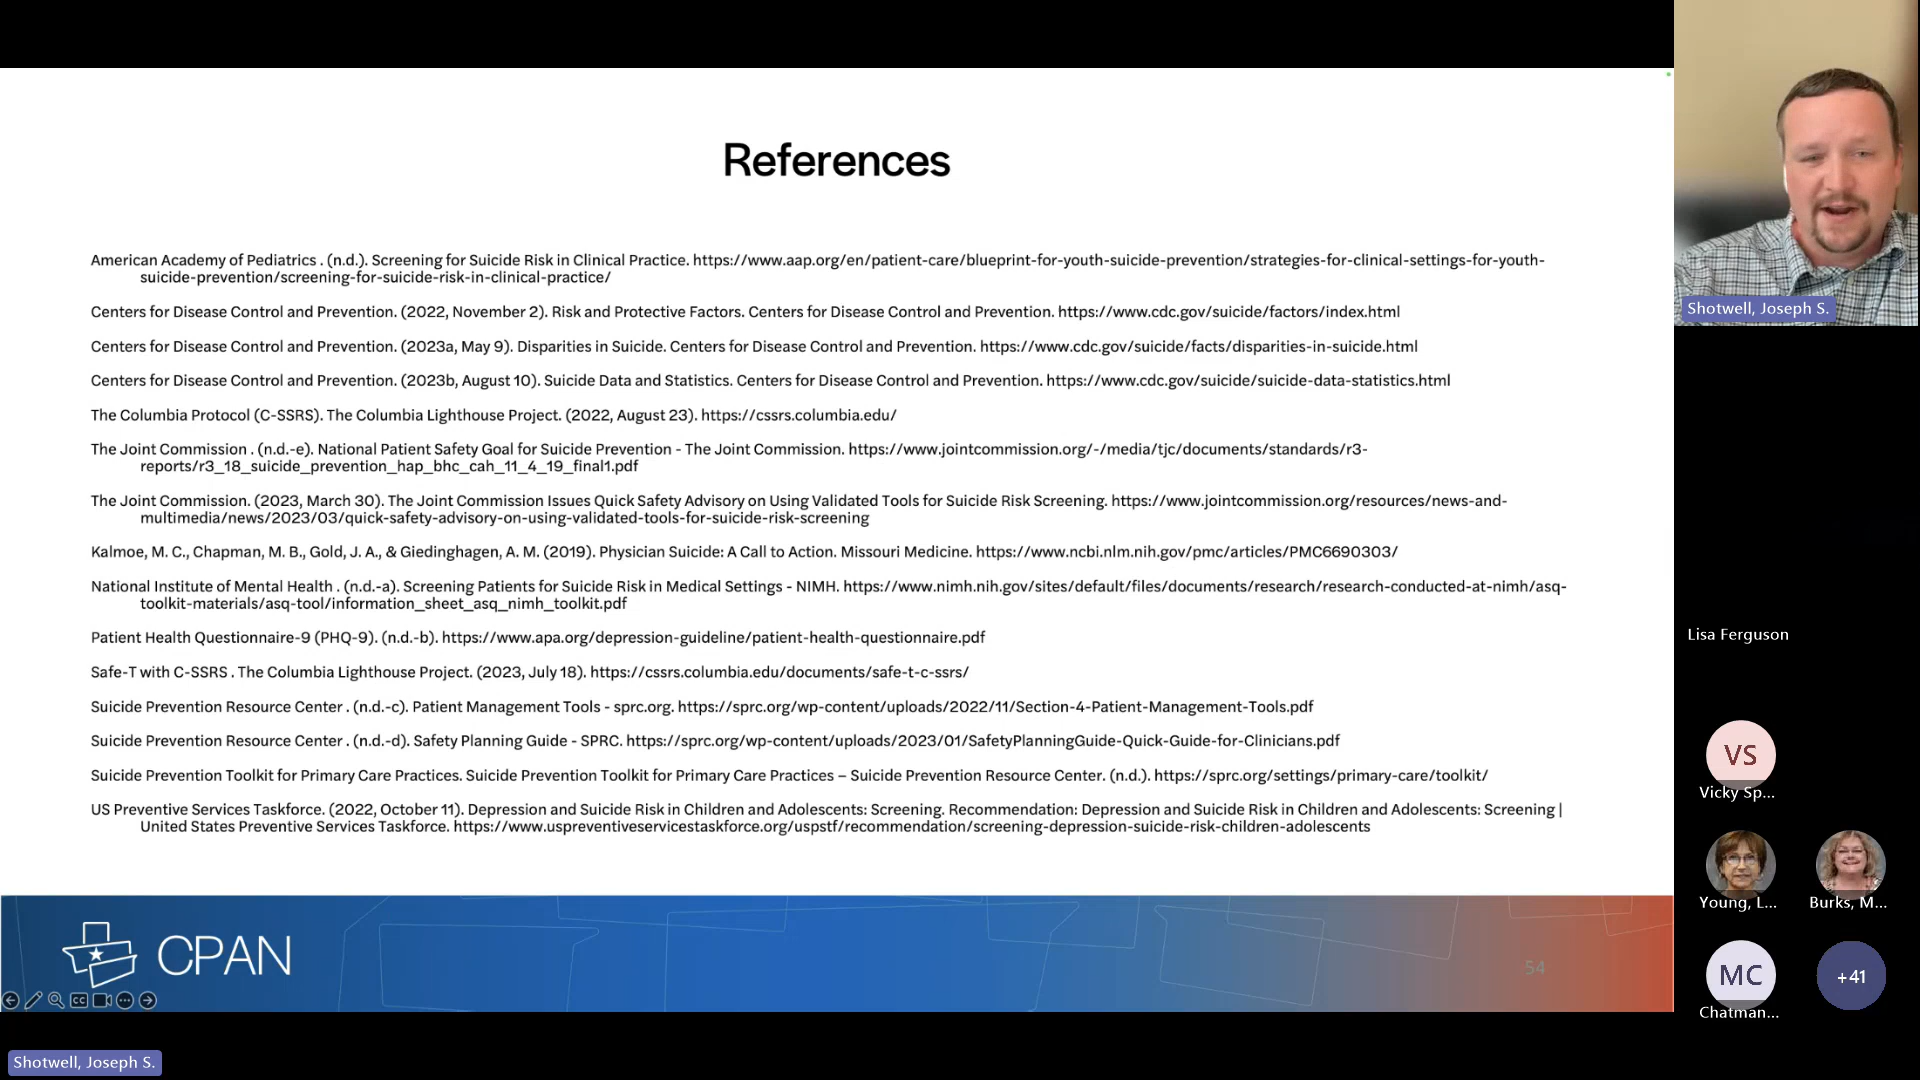 References
American Academy of Pediatrics . (n.d.). Screening for Suicide Risk in Clinical Practice. https://www.aap.org/en/patient-care/blueprint-for-youth-suicide-prevention/strategies-for-clinical-settings-for-youth-
suicide-prevention/screening-for-suicide-risk-in-clinical-practice/
Centers for Disease Control and Prevention. (2022, November 2). Risk and Protective Factors. Centers for Disease Control and Prevention. https://www.cdc.gov/suicide/factors/index.html
Centers for Disease Control and Prevention. (2023a, May 9). Disparities in Suicide. Centers for Disease Control and Prevention. https://www.cdc.gov/suicide/facts/disparities-in-suicide.html
Centers for Disease Control and Prevention. (2023b, August 10). Suicide Data and Statistics. Centers for Disease Control and Prevention. https://www.cdc.gov/suicide/suicide-data-statistics.html
The Columbia Protocol (C-SSRS). The Columbia Lighthouse Project. (2022, August 23). https://cssrs.columbia.edu/
The Joint Commission . (n.d.-e). National Patient Safety Goal for Suicide Prevention - The Joint Commission. https://www.jointcommission.org/-/media/tjc/documents/standards/r3-
reports/r3_18_suicide_prevention_hap_bhc_cah_11_4_19_final1.pdf
The Joint Commission. (2023, March 30). The Joint Commission Issues Quick Safety Advisory on Using Validated Tools for Suicide Risk Screening. https://www.jointcommission.org/resources/news-and-
multimedia/news/2023/03/quick-safety-advisory-on-using-validated-tools-for-suicide-risk-screening
Kalmoe, M. C., Chapman, M. B., Gold, J. A., & Giedinghagen, A. M. (2019). Physician Suicide: A Call to Action. Missouri Medicine. https://www.ncbi.nlm.nih.gov/pmc/articles/PMC6690303/
National Institute of Mental Health . (n.d.-a). Screening Patients for Suicide Risk in Medical Settings - NIMH. https://www.nimh.nih.gov/sites/default/files/documents/research/research-conducted-at-nimh/asq-
toolkit-materials/asq-tool/information_sheet_asq_nimh_toolkit.pdf
Patient Health Questionnaire-9 (PHQ-9). (n.d.-b). https://www.apa.org/depression-guideline/patient-health-questionnaire.pdf
Safe-T with C-SSRS . The Columbia Lighthouse Project. (2023, July 18). https://cssrs.columbia.edu/documents/safe-t-c-ssrs/
Suicide Prevention Resource Center . (n.d.-c). Patient Management Tools - sprc.org. https://sprc.org/wp-content/uploads/2022/11/Section-4-Patient-Management-Tools.pdf
Suicide Prevention Resource Center . (n.d.-d). Safety Planning Guide - SPRC. https://sprc.org/wp-content/uploads/2023/01/SafetyPlanningGuide-Quick-Guide-for-Clinicians.pdf
Suicide Prevention Toolkit for Primary Care Practices. Suicide Prevention Toolkit for Primary Care Practices – Suicide Prevention Resource Center. (n.d.). https://sprc.org/settings/primary-care/toolkit/
US Preventive Services Taskforce. (2022, October 11). Depression and Suicide Risk in Children and Adolescents: Screening. Recommendation: Depression and Suicide Risk in Children and Adolescents: Screening |
United States Preventive Services Taskforce. https://www.uspreventiveservicestaskforce.org/uspstf/recommendation/screening-depression-suicide-risk-children-adolescents
CPAN
54
CC
Shotwell, Joseph S.
Shotwell, Joseph S.
Lisa Ferguson
VS
Vicky Sp...
Young, L...
Burks, M...
MC
Chatman...
+41